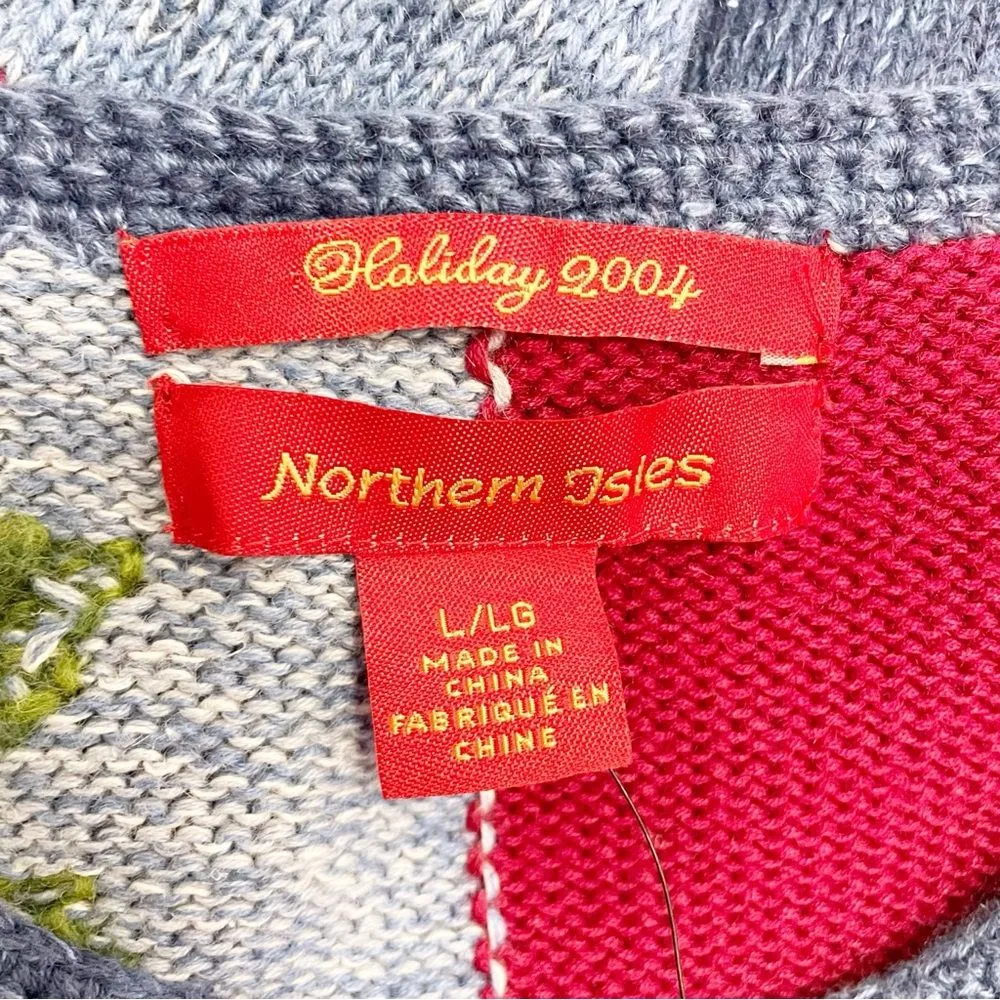 Holiday 2004
Northern Isles
L/LG
MADE IN
CHINA
FABRIQUÉ EN
CHINE